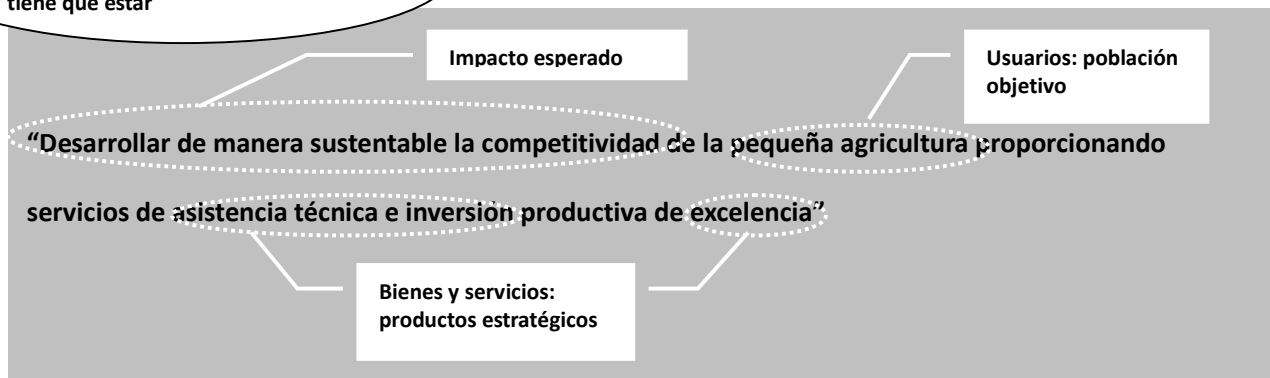 tiene que estar
Impacto esperado
Usuarios: población
objetivo
“Desarrollar de manera sustentable la competitividad de la pequeña agricultura proporcionando
servicios de asistencia técnica e inversión productiva de excelencia”
Bienes y servicios:
productos estratégicos